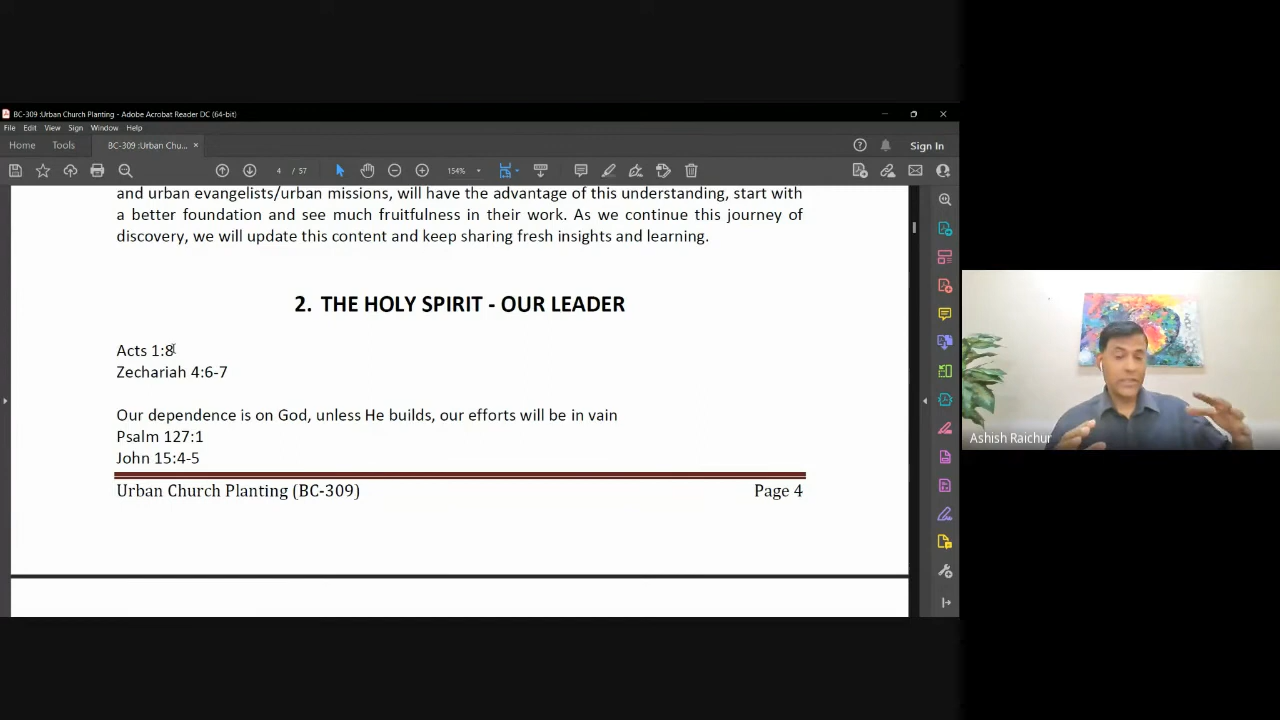 BC-309 :Urban Church Planting - Adobe Acrobat Reader DC (64-bit)
File Edit View Sign Window Help
Home Tools BC-309 :Urban Chu... × Sign In
4 / 57 154%
and urban evangelists/urban missions, will have the advantage of this understanding, start with
a better foundation and see much fruitfulness in their work. As we continue this journey of
discovery, we will update this content and keep sharing fresh insights and learning.
2. THE HOLY SPIRIT - OUR LEADER
Acts 1:8
Zechariah 4:6-7
Our dependence is on God, unless He builds, our efforts will be in vain
Psalm 127:1
John 15:4-5
Urban Church Planting (BC-309) Page 4
Ashish Raichur